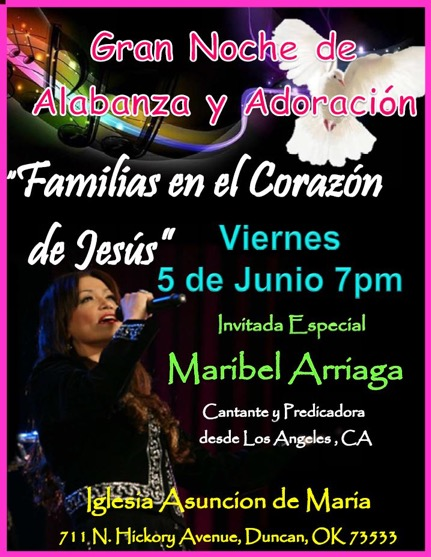 Gran Noche de
Alabanza y Adoración
"Familias en el Corazón
de Jesús"
Viernes
5 de Junio 7pm
Invitada Especial
Maribel Arriaga
Cantante y Predicadora
desde Los Angeles , CA
Iglesia Asuncion de Maria
711 N. Hickory Avenue, Duncan, OK 73533